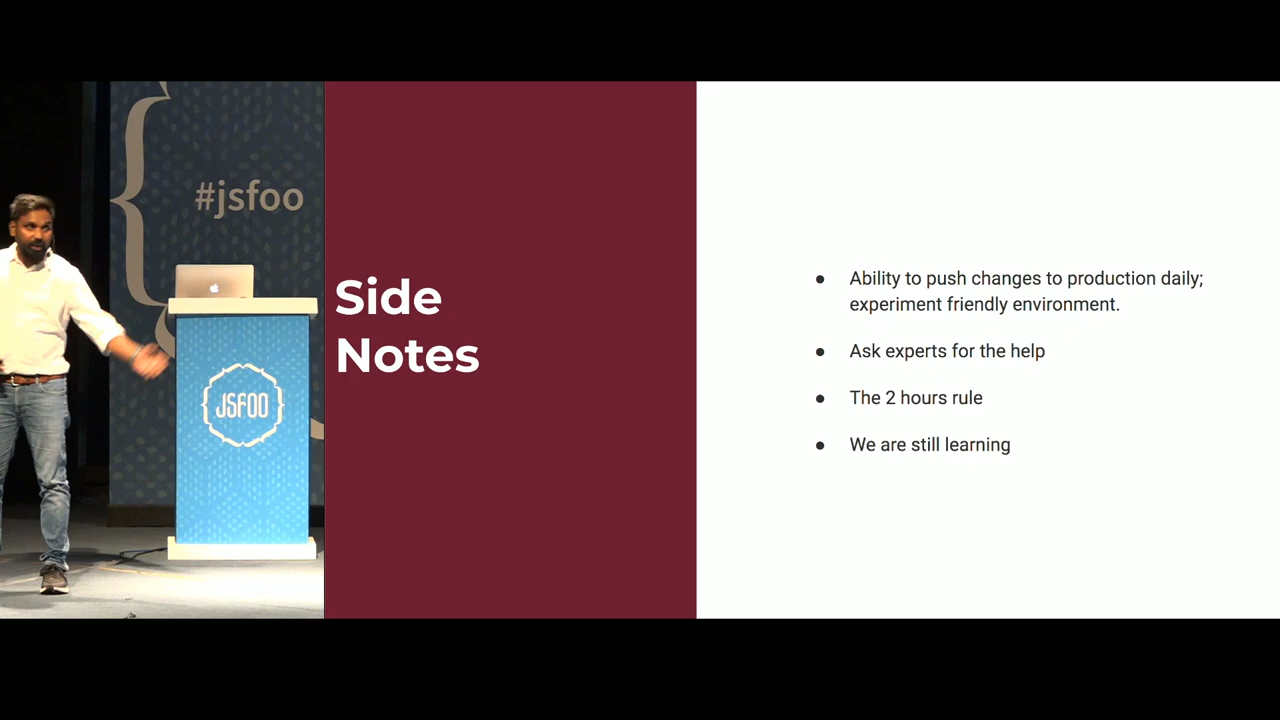 #jsfoo
JSFOO
Side
Notes
● Ability to push changes to production daily;
experiment friendly environment.
● Ask experts for the help
● The 2 hours rule
● We are still learning